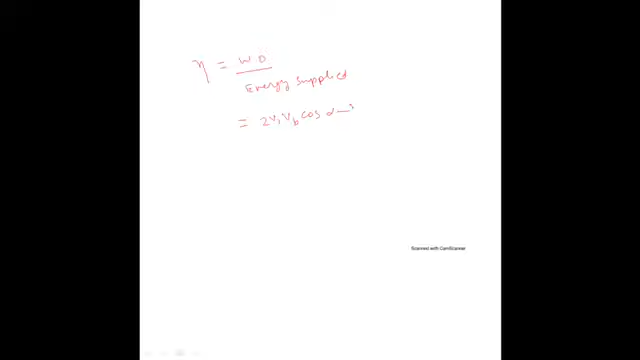 η = W.D
Energy supplied
= 2V₁V_b cos α -
Scanned with CamScanner